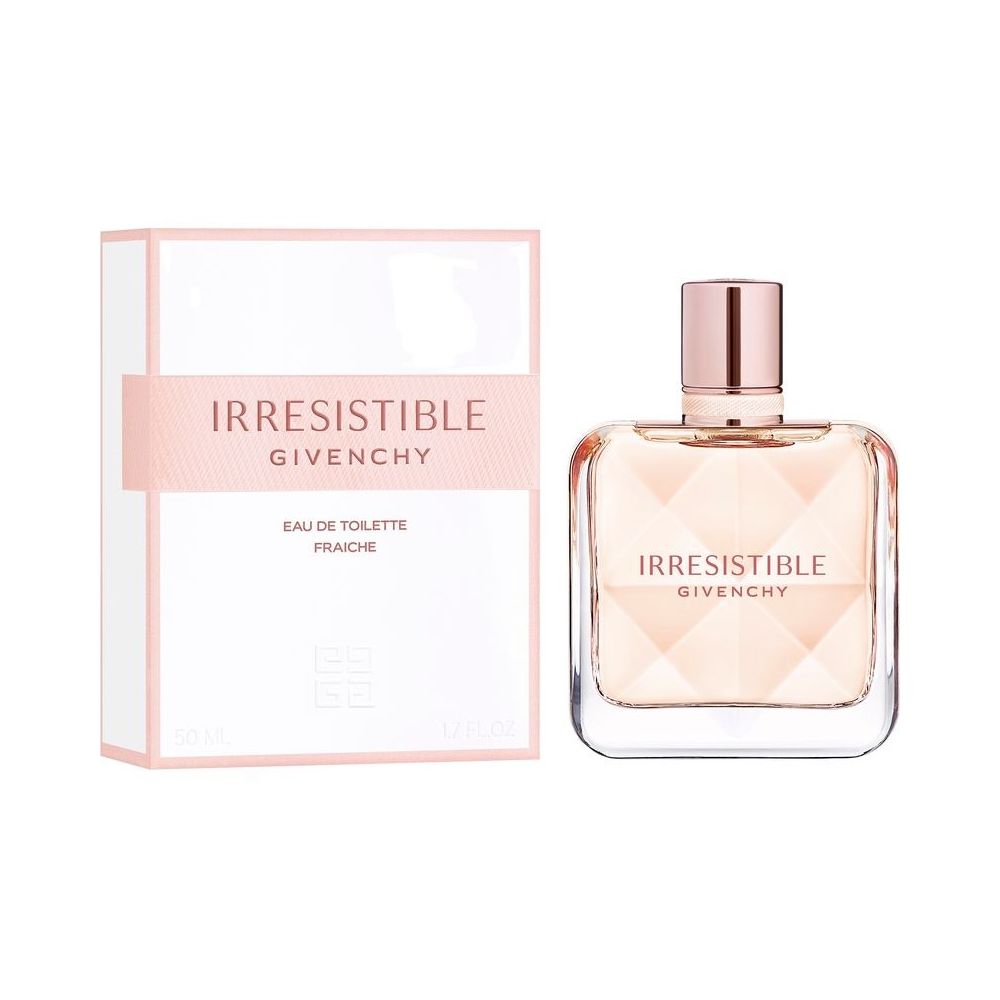 IRRESISTIBLE
GIVENCHY
EAU DE TOILETTE
FRAICHE
50 ML
1.7 FL.OZ
IRRESISTIBLE
GIVENCHY